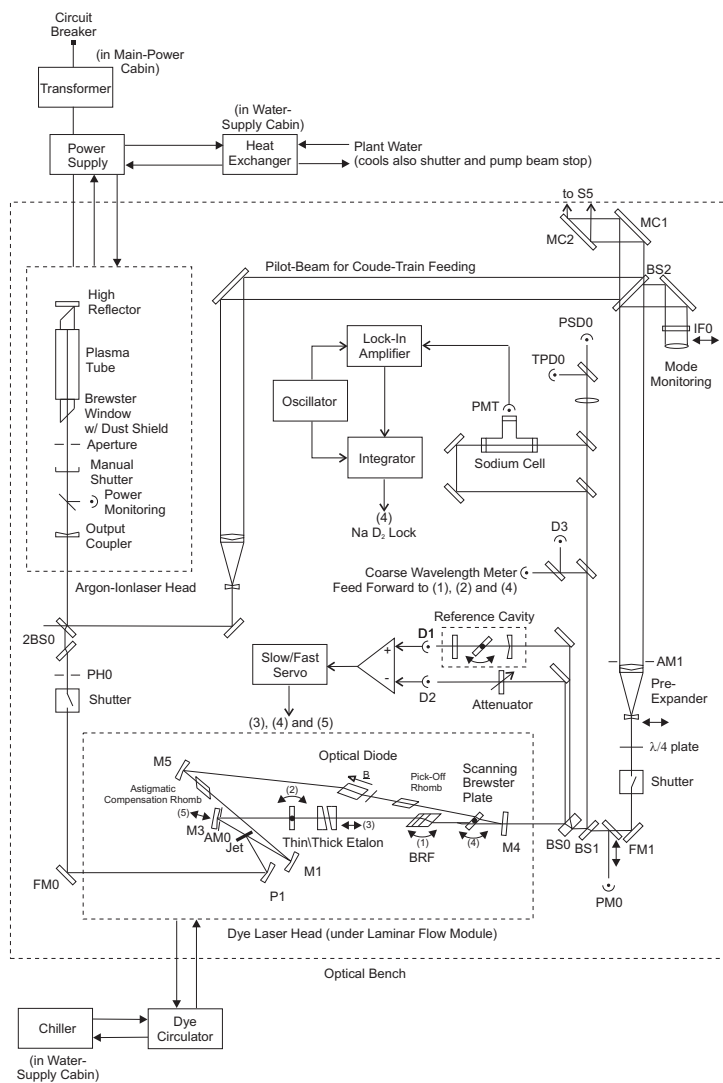 Circuit
Breaker
(in Main-Power
Cabin)
Transformer
(in Water-
Supply Cabin)
Power
Supply
Heat
Exchanger
Plant Water
(cools also shutter and pump beam stop)
to S5
MC1
MC2
BS2
Pilot-Beam for Coude-Train Feeding
High
Reflector
PSD0
IF0
Lock-In
Amplifier
TPD0
Mode
Monitoring
Plasma
Tube
Oscillator
PMT
Brewster
Window
w/ Dust Shield
Aperture
Integrator
Sodium Cell
Manual
Shutter
Power
Monitoring
(4)
Na D2 Lock
Output
Coupler
D3
Coarse Wavelength Meter
Feed Forward to (1), (2) and (4)
Argon-Ionlaser Head
Reference Cavity
2BS0
D1
+
-
Slow/Fast
Servo
D2
Attenuator
AM1
Pre-
Expander
PH0
Shutter
(3), (4) and (5)
λ/4 plate
Shutter
Optical Diode
M5
B
Pick-Off
Rhomb
Scanning
Brewster
Plate
Astigmatic
Compensation Rhomb
(2)
(5)
M3
AM0
Jet
Thin\Thick Etalon
(3)
(1)
BRF
(4)
M4
BS0
BS1
FM1
M1
FM0
P1
PM0
Dye Laser Head (under Laminar Flow Module)
Optical Bench
Chiller
Dye
Circulator
(in Water-
Supply Cabin)